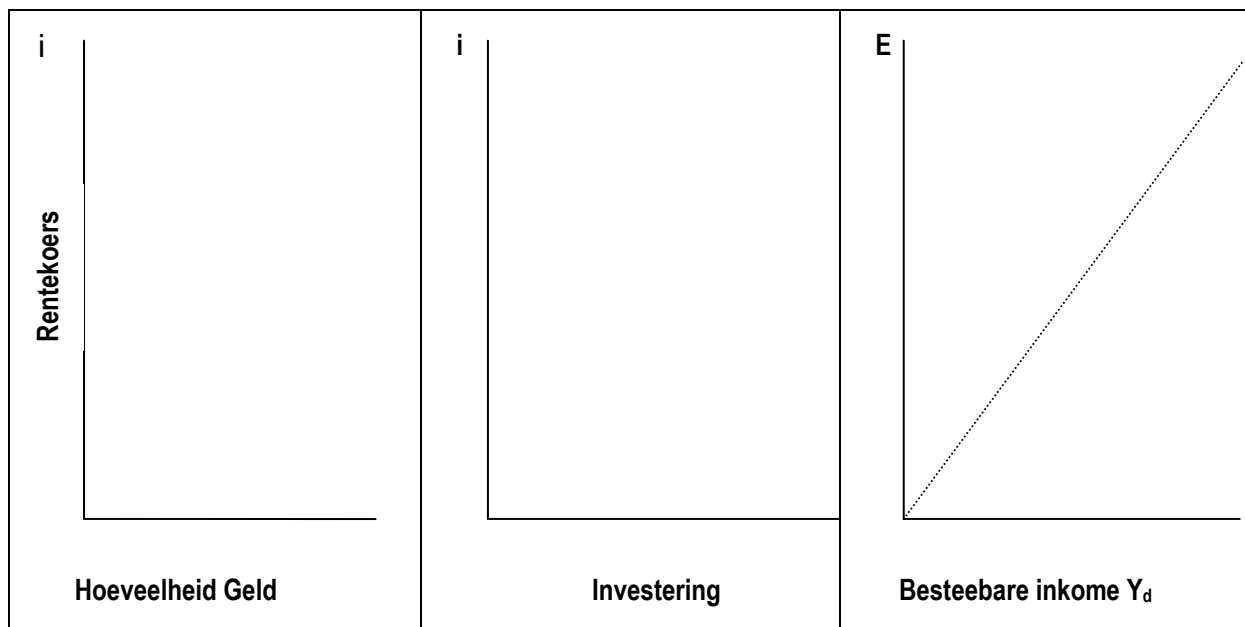 i
Rentekoers
Hoeveelheid Geld
i
Investering
E
Besteebare inkome Yd